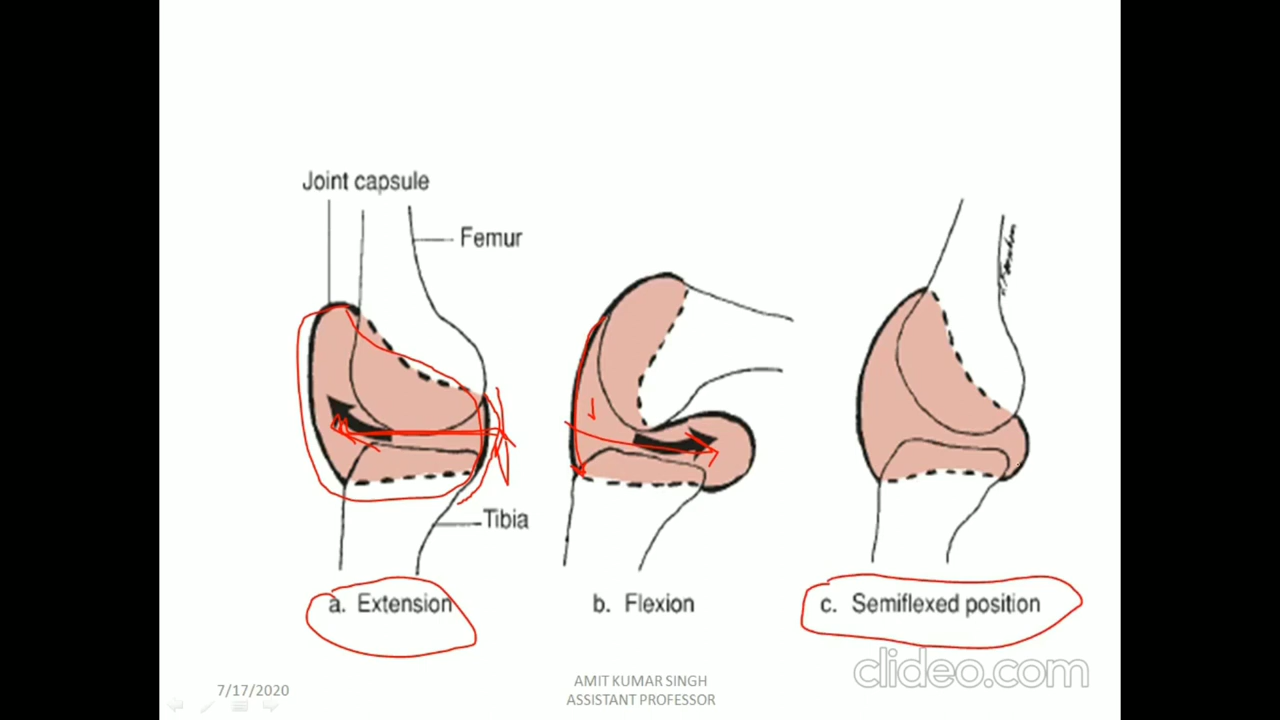 Joint capsule
Femur
Tibia
a. Extension
b. Flexion
c. Semiflexed position
7/17/2020
AMIT KUMAR SINGH
ASSISTANT PROFESSOR
clideo.com